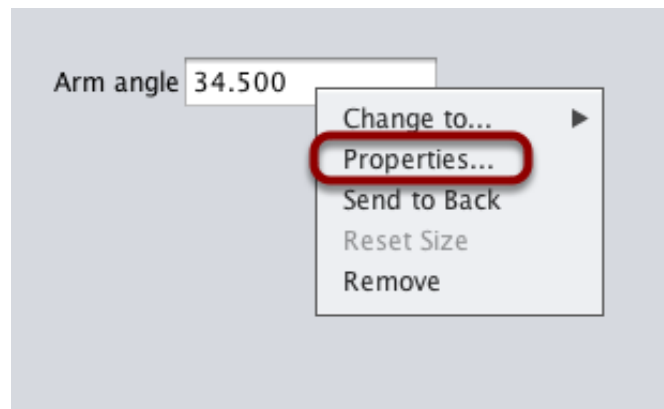 Arm angle 34.500
Change to...
Properties...
Send to Back
Reset Size
Remove